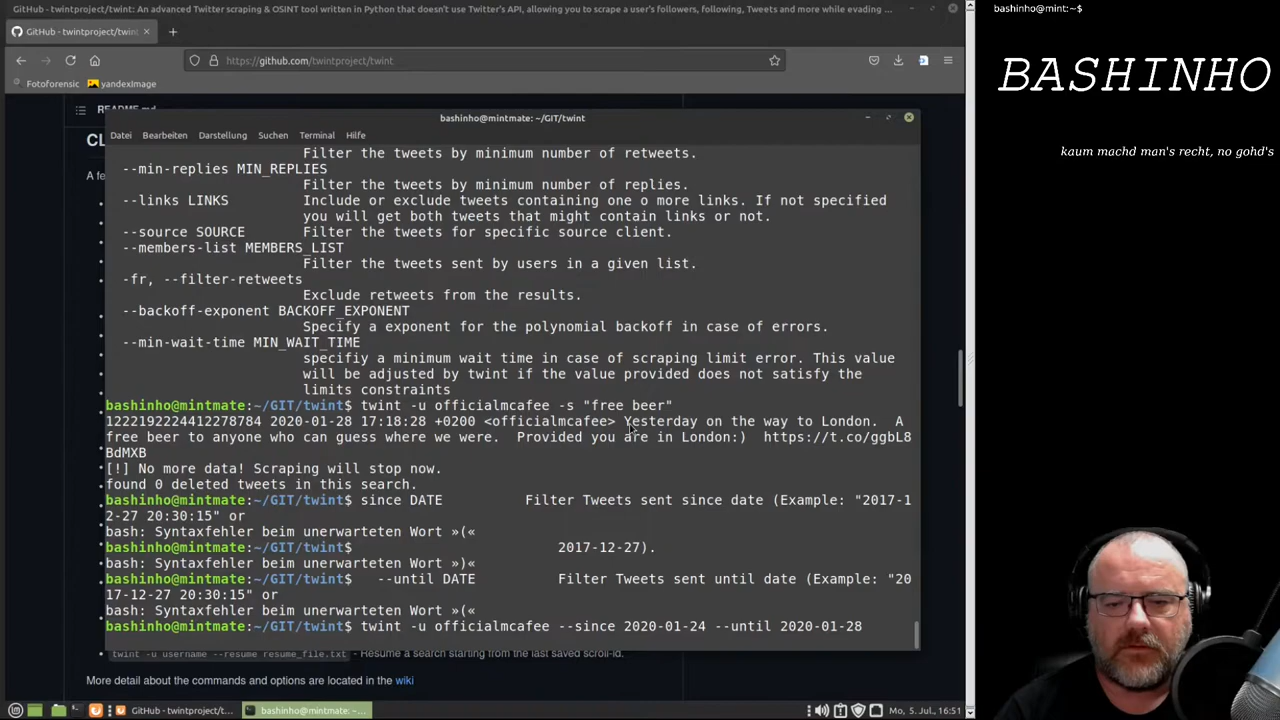 GitHub - twintproject/twint: An advanced Twitter scraping & OSINT tool written in Python that doesn't use Twitter's API, allowing you to scrape a user's followers, following, Tweets and more while evading ...
GitHub - twintproject/twin
https://github.com/twintproject/twint
Fotoforensic
yandexImage
README.md
CL
A fe
bashinho@mintmate: ~/GIT/twint
Datei Bearbeiten Darstellung Suchen Terminal Hilfe
Filter the tweets by minimum number of retweets.
--min-replies MIN_REPLIES
Filter the tweets by minimum number of replies.
--links LINKS Include or exclude tweets containing one o more links. If not specified
you will get both tweets that might contain links or not.
--source SOURCE Filter the tweets for specific source client.
--members-list MEMBERS_LIST
Filter the tweets sent by users in a given list.
-fr, --filter-retweets
Exclude retweets from the results.
--backoff-exponent BACKOFF_EXPONENT
Specify a exponent for the polynomial backoff in case of errors.
--min-wait-time MIN_WAIT_TIME
specifiy a minimum wait time in case of scraping limit error. This value
will be adjusted by twint if the value provided does not satisfy the
limits constraints
bashinho@mintmate:~/GIT/twint$ twint -u officialmcafee -s "free beer"
1222192224412278784 2020-01-28 17:18:28 +0200 <officialmcafee> Yesterday on the way to London. A
free beer to anyone who can guess where we were. Provided you are in London:) https://t.co/ggbL8
BdMXB
[!] No more data! Scraping will stop now.
found 0 deleted tweets in this search.
bashinho@mintmate:~/GIT/twint$ since DATE Filter Tweets sent since date (Example: "2017-1
2-27 20:30:15" or
bash: Syntaxfehler beim unerwarteten Wort »(«
bashinho@mintmate:~/GIT/twint$ 2017-12-27).
bash: Syntaxfehler beim unerwarteten Wort »)«
bashinho@mintmate:~/GIT/twint$ --until DATE Filter Tweets sent until date (Example: "20
17-12-27 20:30:15" or
bash: Syntaxfehler beim unerwarteten Wort »(«
bashinho@mintmate:~/GIT/twint$ twint -u officialmcafee --since 2020-01-24 --until 2020-01-28
twint -u username --resume resume_file.txt - Resume a search starting from the last saved scroll-id.
More detail about the commands and options are located in the wiki
GitHub - twintproject/t...
bashinho@mintmate: ~...
Mo, 5. Jul., 16:51
bashinho@mint:~$
BASHINHO
kaum machd man's recht, no gohd's